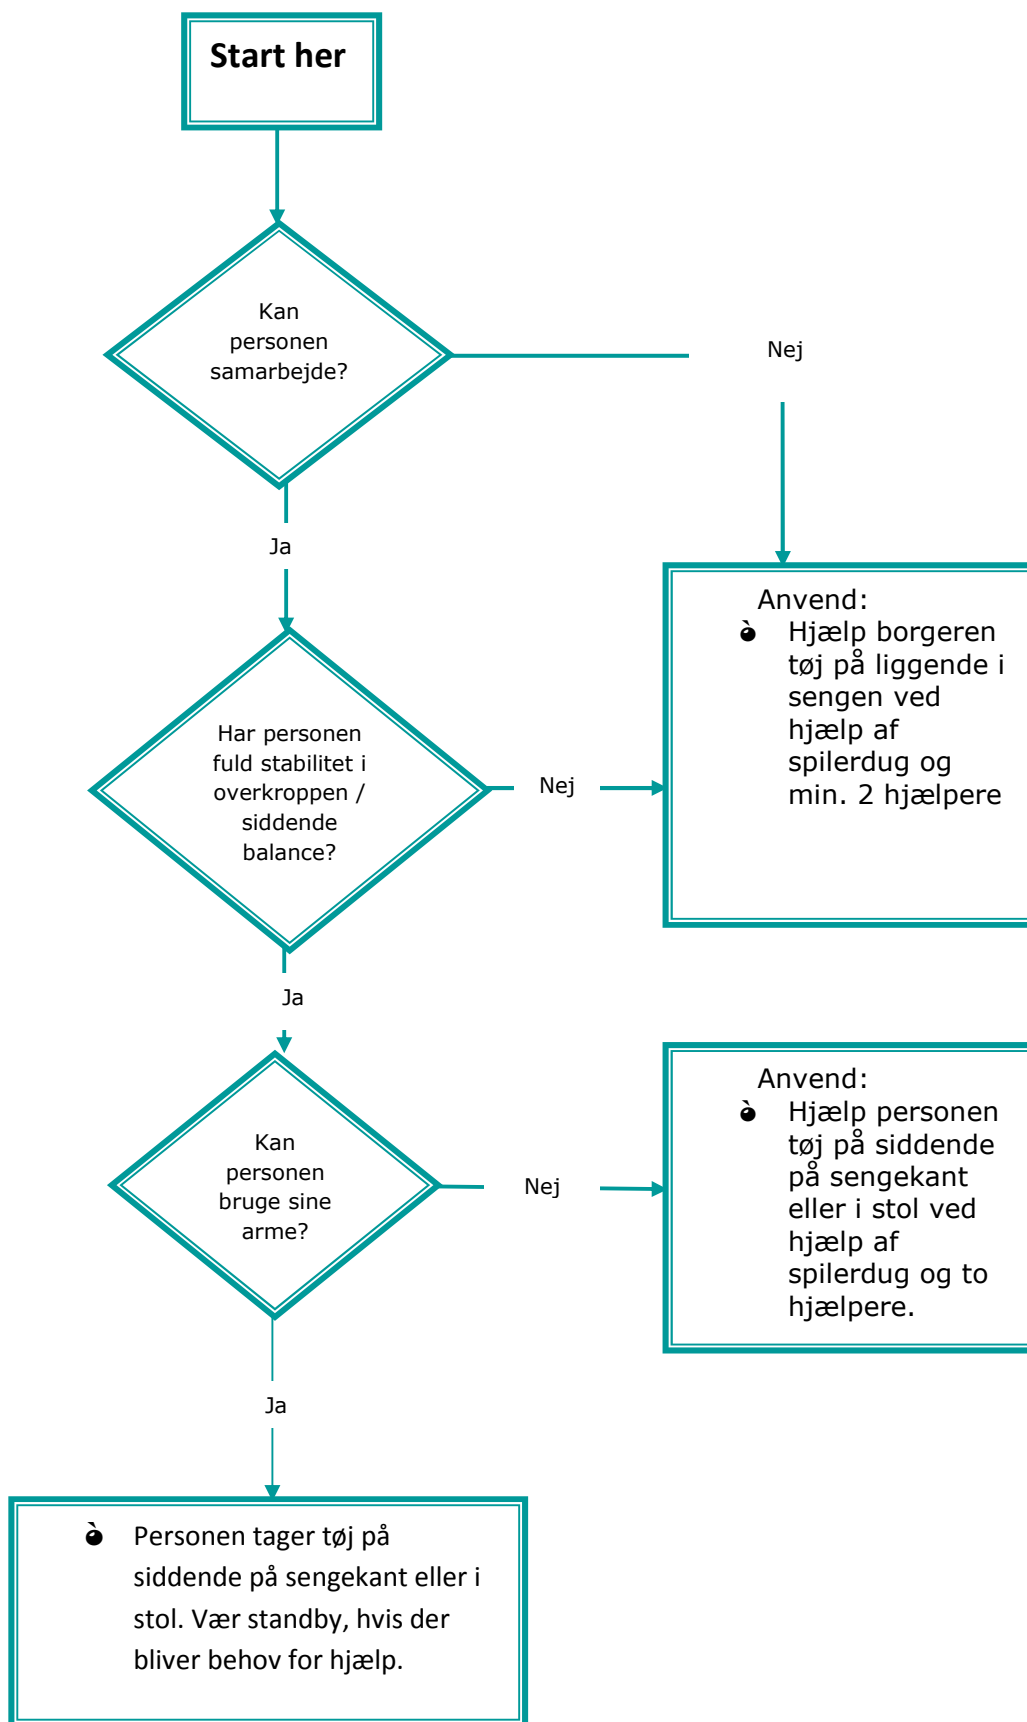 Start her
Kan
personen
samarbejde?
Nej
Ja
Anvend:
Hjælp borgeren
tøj på liggende i
sengen ved
hjælp af
spilerdug og
min. 2 hjælpere
Har personen
fuld stabilitet i
overkroppen /
siddende
balance?
Nej
Ja
Kan
personen
bruge sine
arme?
Nej
Anvend:
Hjælp personen
tøj på siddende
på sengekant
eller i stol ved
hjælp af
spilerdug og to
hjælpere.
Ja
Personen tager tøj på
siddende på sengekant eller i
stol. Vær standby, hvis der
bliver behov for hjælp.